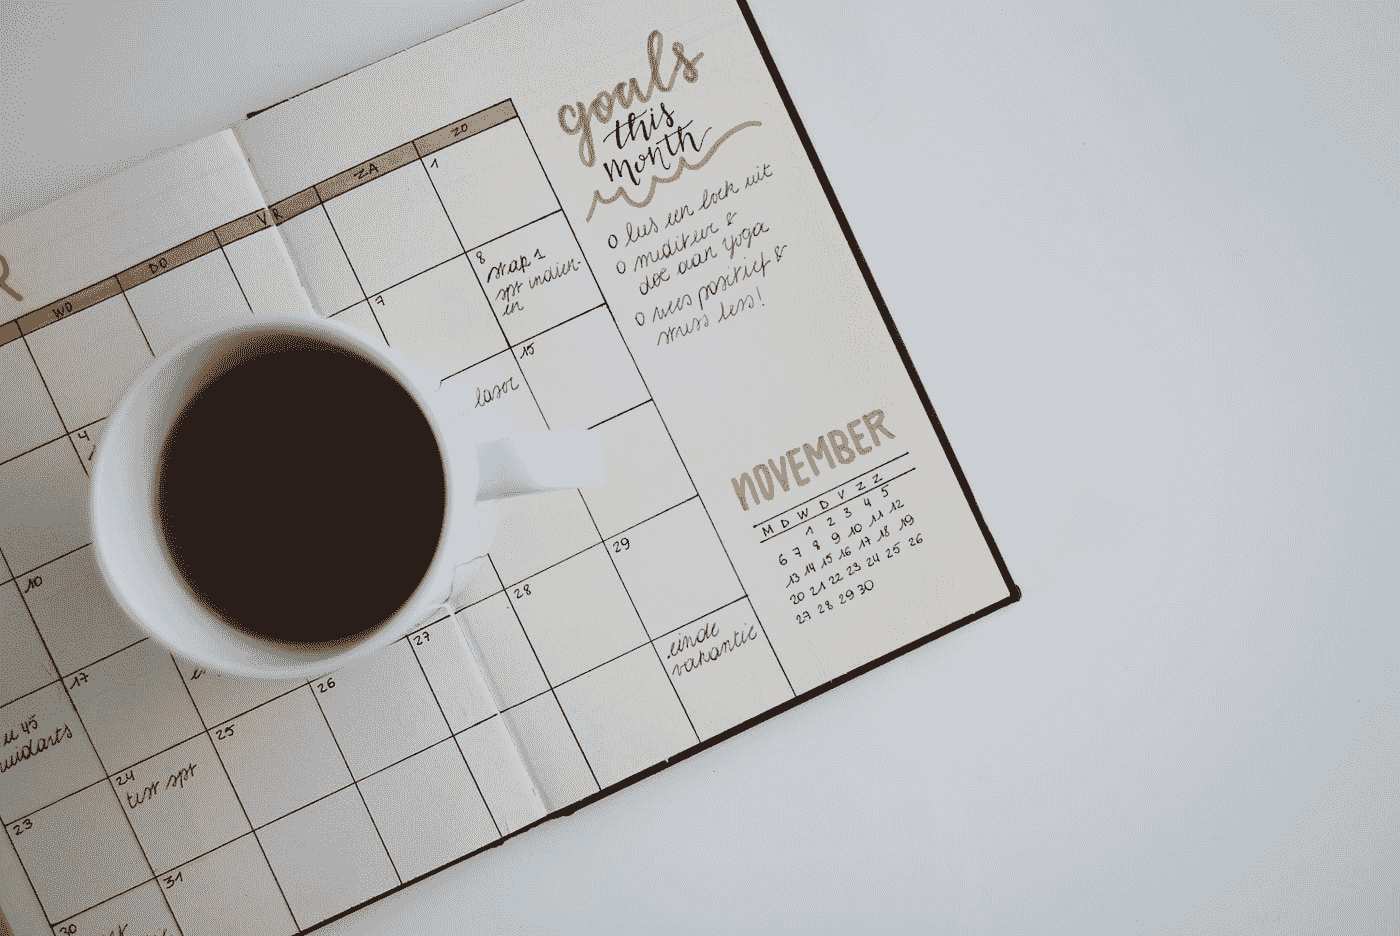 R
WO
DO
VR
ZA
ZO
1
4
7
8
stap 1
spt indien-
en
10
laser
15
17
u 45
23
24
test spt
25
26
27
28
29
einde
vakantie
30
31
goals
this
month
o lees een boek uit
o mediteer &
doe aan yoga
o wees positief &
stress less!
NOVEMBER
M D W D V Z Z
1 2 3 4 5
6 7 8 9 10 11 12
13 14 15 16 17 18 19
20 21 22 23 24 25 26
27 28 29 30